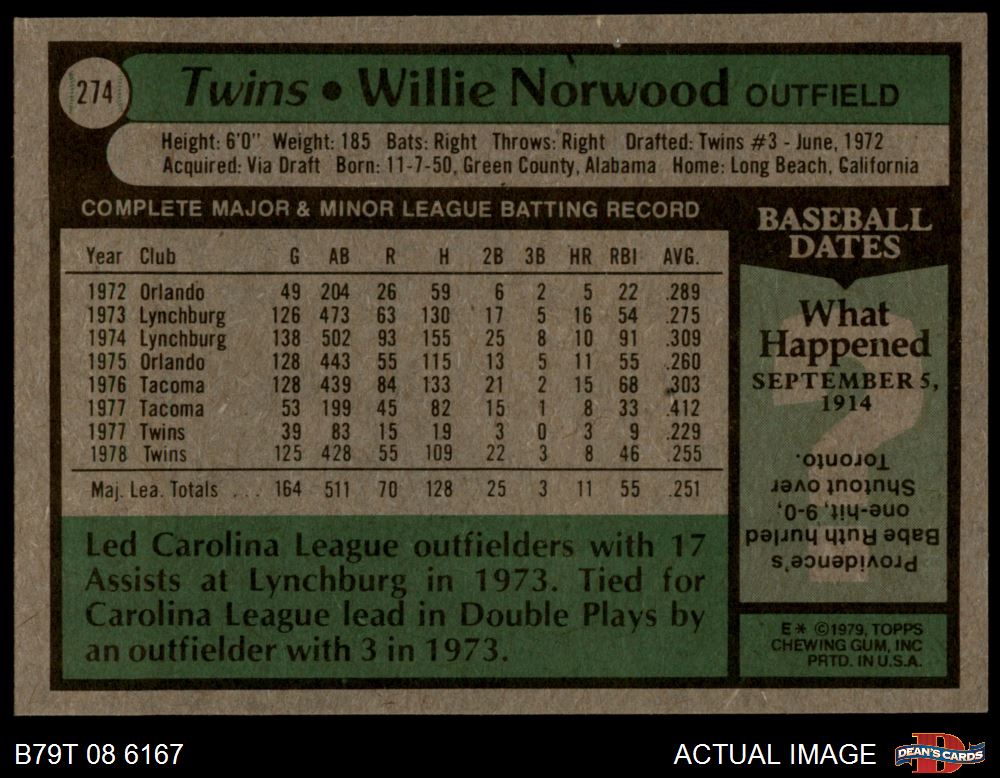 274
Twins • Willie Norwood OUTFIELD
Height: 6'0" Weight: 185 Bats: Right Throws: Right Drafted: Twins #3 - June, 1972
Acquired: Via Draft Born: 11-7-50, Green County, Alabama Home: Long Beach, California
COMPLETE MAJOR & MINOR LEAGUE BATTING RECORD
Year Club G AB R H 2B 3B HR RBI AVG.
1972 Orlando 49 204 26 59 6 2 5 22 .289
1973 Lynchburg 126 473 63 130 17 5 16 54 .275
1974 Lynchburg 138 502 93 155 25 8 10 91 .309
1975 Orlando 128 443 55 115 13 5 11 55 .260
1976 Tacoma 128 439 84 133 21 2 15 68 .303
1977 Tacoma 53 199 45 82 15 1 8 33 .412
1977 Twins 39 83 15 19 3 0 3 9 .229
1978 Twins 125 428 55 109 22 3 8 46 .255
Maj. Lea. Totals ... 164 511 70 128 25 3 11 55 .251
Led Carolina League outfielders with 17
Assists at Lynchburg in 1973. Tied for
Carolina League lead in Double Plays by
an outfielder with 3 in 1973.
BASEBALL
DATES
What
Happened
SEPTEMBER 5,
1914
Providence's
Babe Ruth hurled
one-hit, 9-0,
Shutout over
Toronto.
E* ©1979, TOPPS
CHEWING GUM, INC
PRTD. IN U.S.A.
B79T 08 6167
ACTUAL IMAGE
DEAN'S CARDS